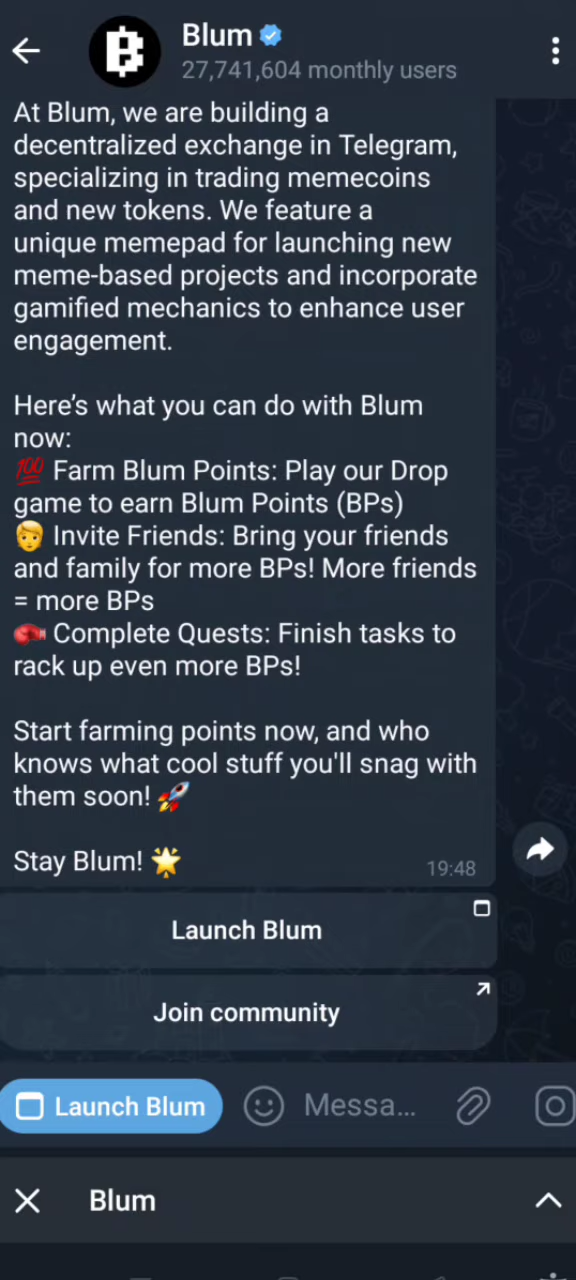 Blum
27,741,604 monthly users
At Blum, we are building a
decentralized exchange in Telegram,
specializing in trading memecoins
and new tokens. We feature a
unique memepad for launching new
meme-based projects and incorporate
gamified mechanics to enhance user
engagement.
Here’s what you can do with Blum
now:
💯 Farm Blum Points: Play our Drop
game to earn Blum Points (BPs)
🧑 Invite Friends: Bring your friends
and family for more BPs! More friends
= more BPs
🥊 Complete Quests: Finish tasks to
rack up even more BPs!
Start farming points now, and who
knows what cool stuff you'll snag with
them soon! 🚀
Stay Blum! 🌟
19:48
Launch Blum
Join community
Launch Blum
Messa...
Blum